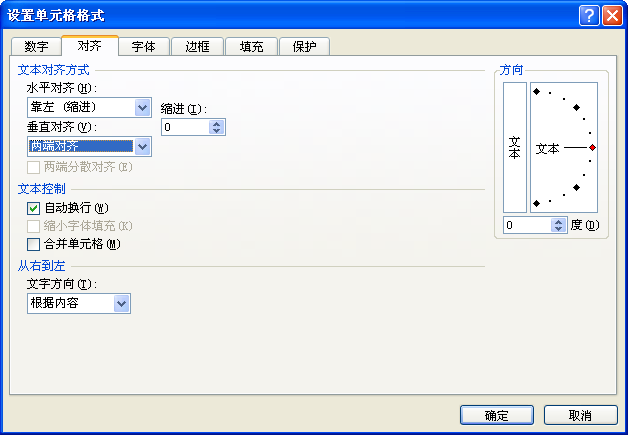 设置单元格格式
数字 对齐 字体 边框 填充 保护
文本对齐方式
水平对齐(H):
靠左 (缩进)
缩进(I):
0
垂直对齐(V):
两端对齐
两端分散对齐(E)
文本控制
自动换行(W)
缩小字体填充(K)
合并单元格(M)
从右到左
文字方向(T):
根据内容
方向
文本
文本
0 度(D)
确定 取消